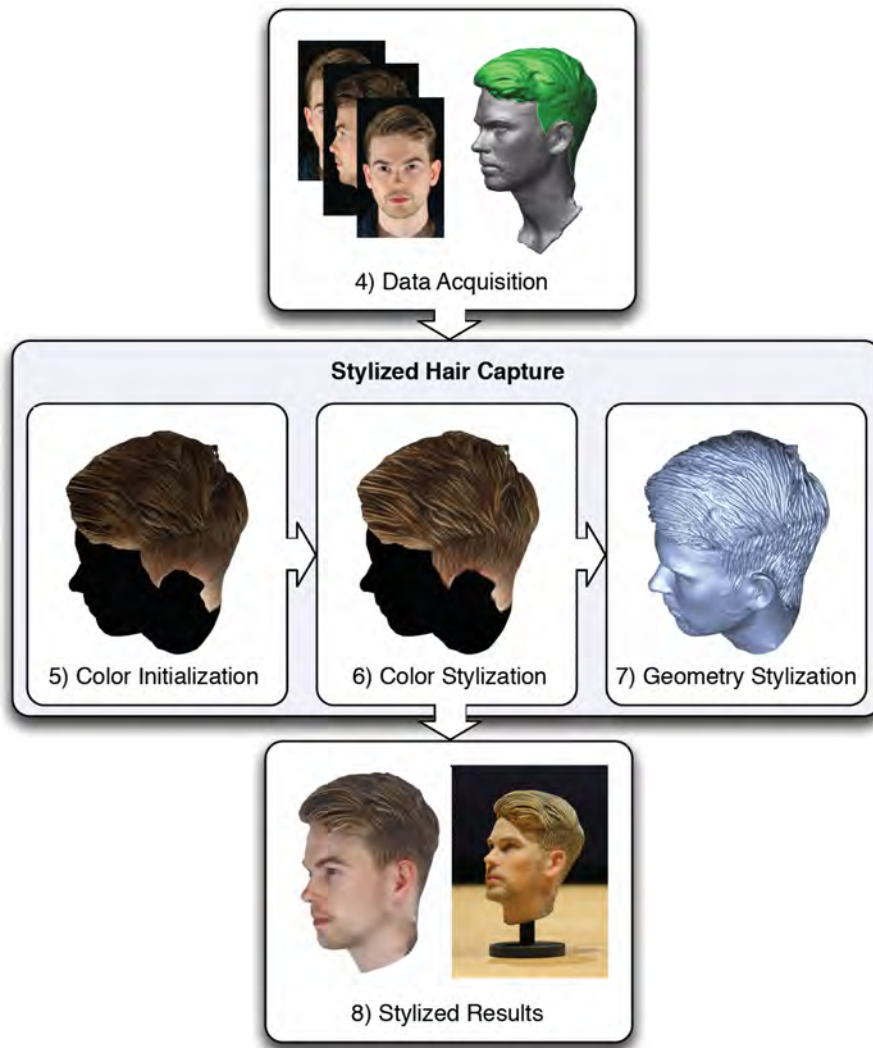 4) Data Acquisition
Stylized Hair Capture
5) Color Initialization
6) Color Stylization
7) Geometry Stylization
8) Stylized Results